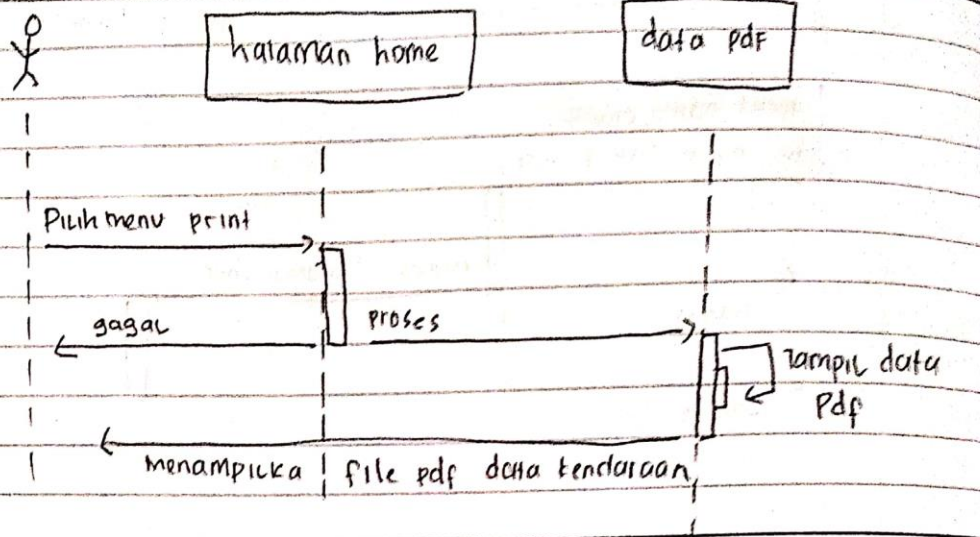 halaman home
data pdf
Pilih menu print
gagal
proses
Tampil data
Pdf
menampilka file pdf data kendaraan